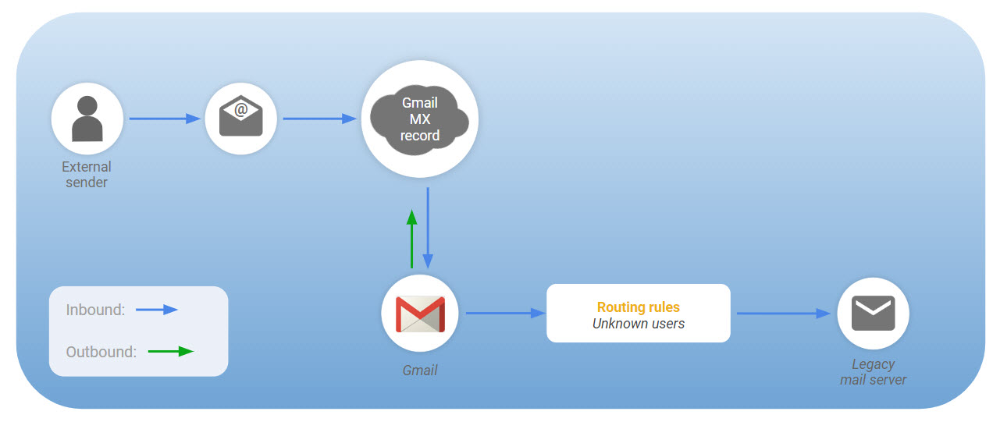 @
Gmail
MX
record
External
sender
Inbound:
Outbound:
Gmail
Routing rules
Unknown users
Legacy
mail server